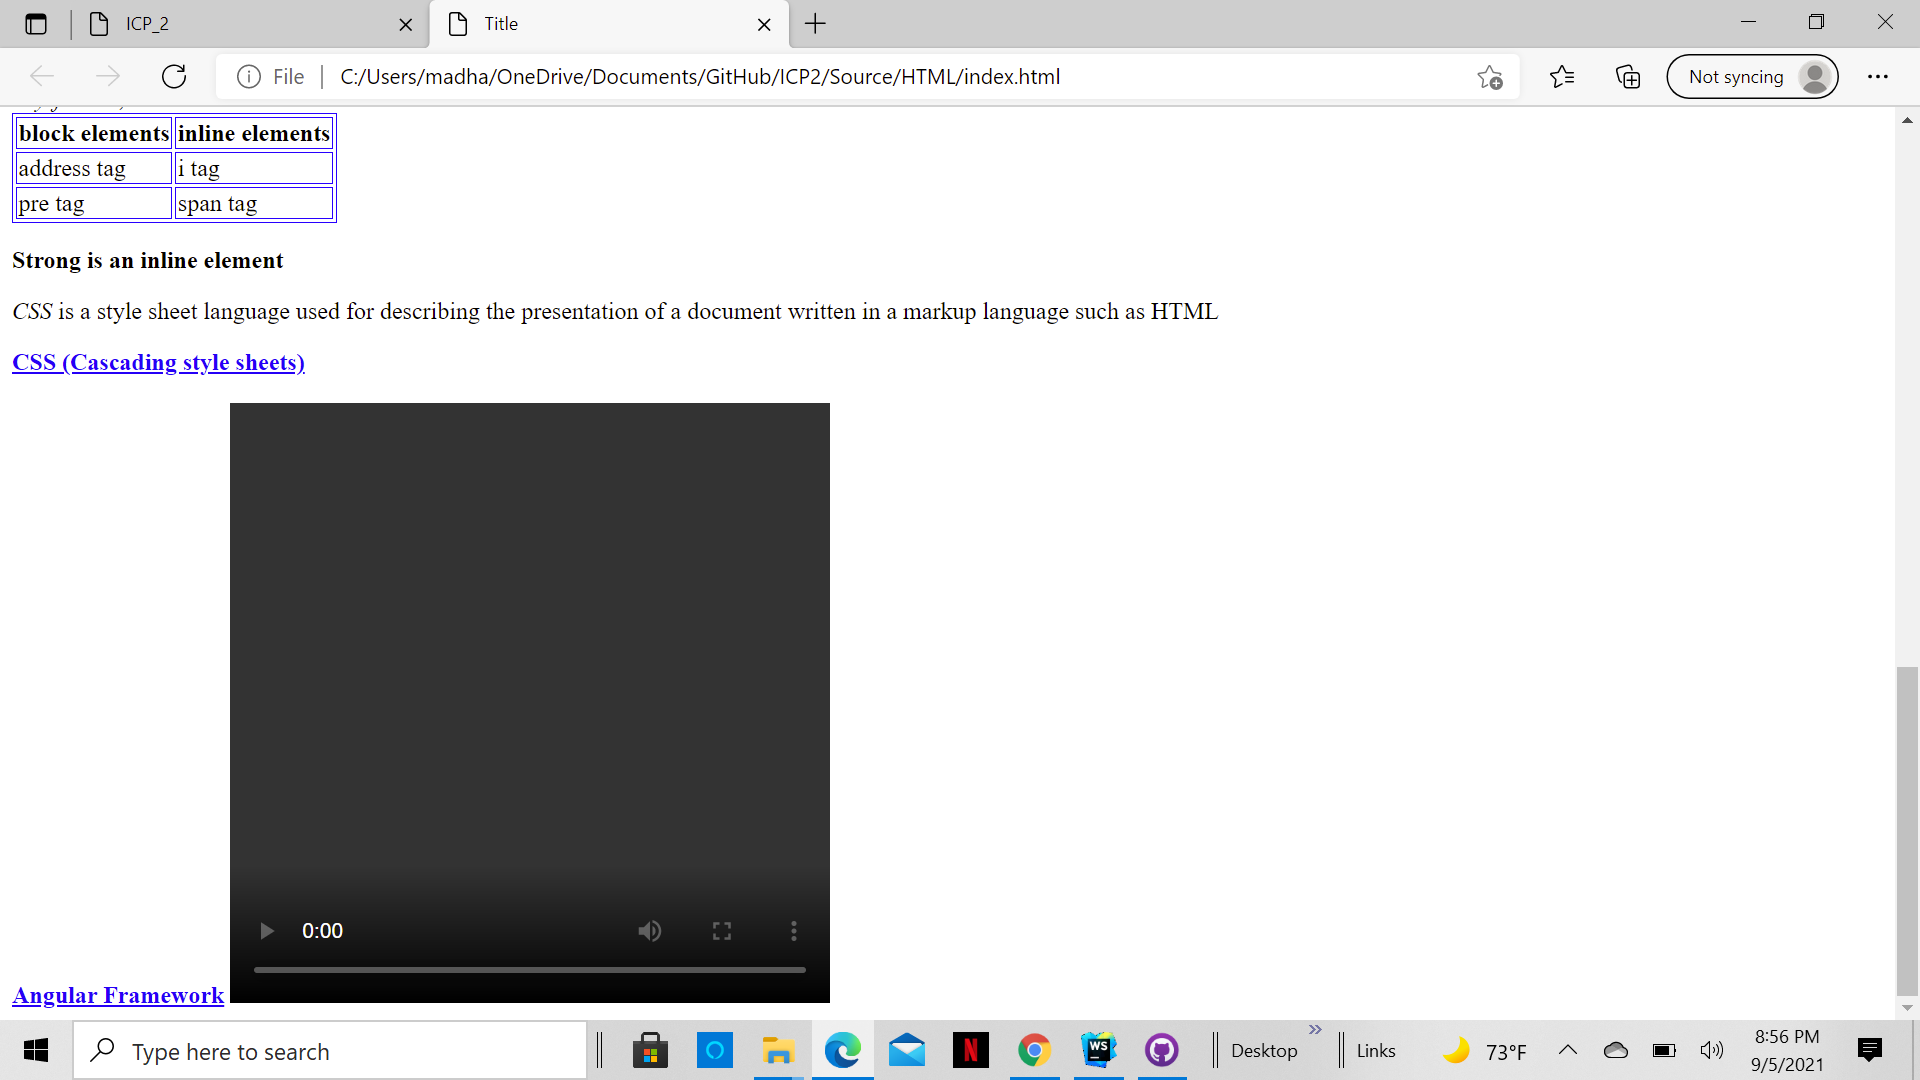 ICP_2
Title
File
C:/Users/madha/OneDrive/Documents/GitHub/ICP2/Source/HTML/index.html
Not syncing
block elements inline elements
address tag i tag
pre tag span tag
Strong is an inline element
CSS is a style sheet language used for describing the presentation of a document written in a markup language such as HTML
CSS (Cascading style sheets)
0:00
Angular Framework
Type here to search
N
WS
Desktop
Links
73°F
8:56 PM
9/5/2021